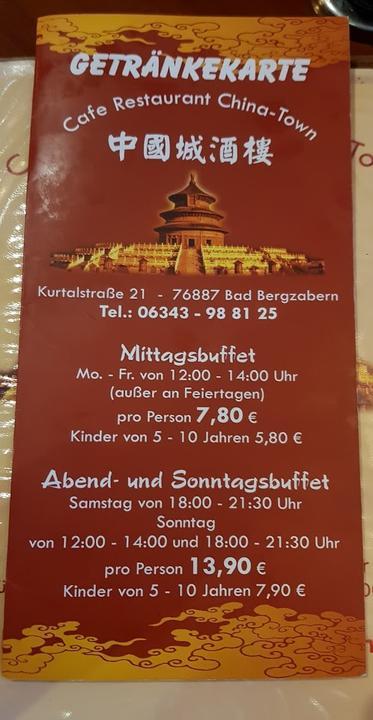 GETRÄNKEKARTE
Cafe Restaurant China-Town
中國城酒樓
Kurtalstraße 21 - 76887 Bad Bergzabern
Tel.: 06343 - 98 81 25
Mittagsbuffet
Mo. - Fr. von 12:00 - 14:00 Uhr
(außer an Feiertagen)
pro Person 7,80 €
Kinder von 5 - 10 Jahren 5,80 €
Abend- und Sonntagsbuffet
Samstag von 18:00 - 21:30 Uhr
Sonntag
von 12:00 - 14:00 und 18:00 - 21:30 Uhr
pro Person 13,90 €
Kinder von 5 - 10 Jahren 7,90 €